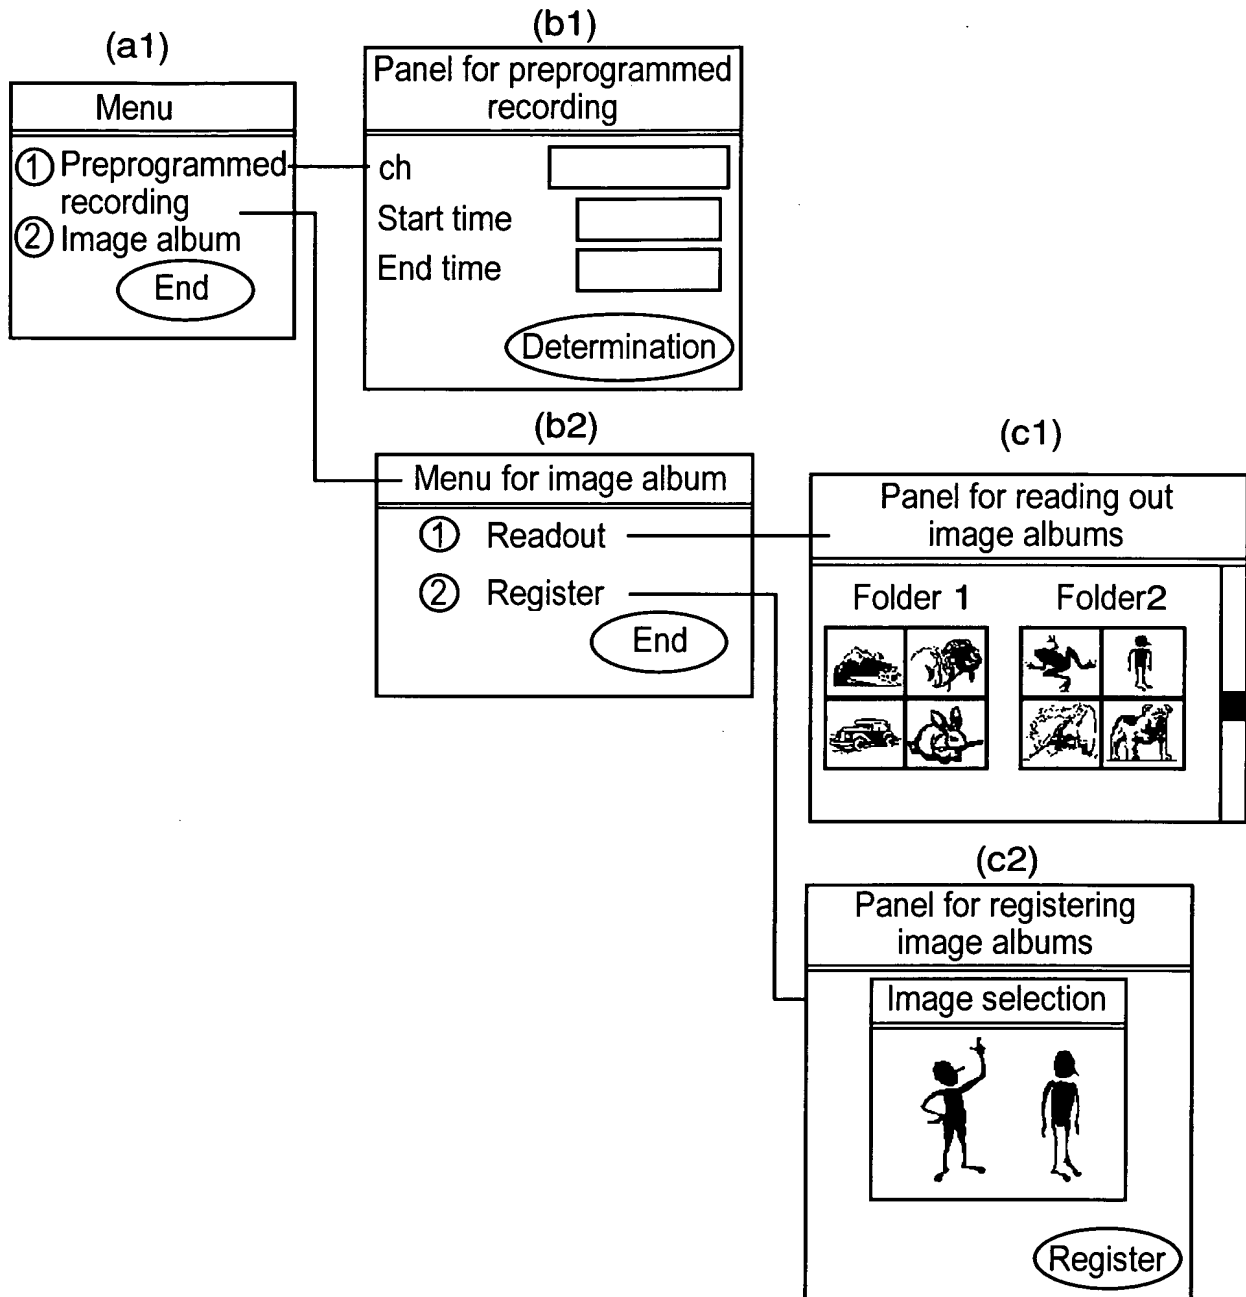 (a1)
Menu
① Preprogrammed
recording
② Image album
End
(b1)
Panel for preprogrammed
recording
ch
Start time
End time
Determination
(b2)
Menu for image album
① Readout
② Register
End
(c1)
Panel for reading out
image albums
Folder 1 Folder2
(c2)
Panel for registering
image albums
Image selection
Register